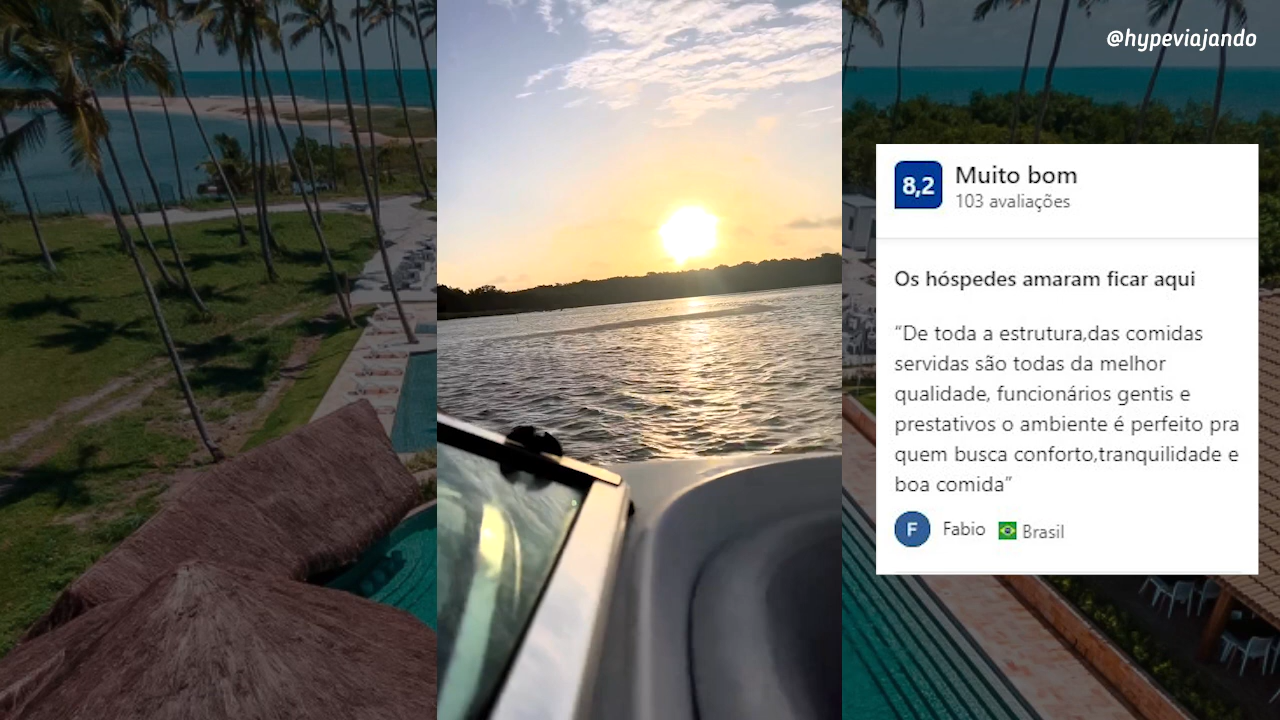 @hypeviajando
8,2
Muito bom
103 avaliações
Os hóspedes amaram ficar aqui
“De toda a estrutura,das comidas
servidas são todas da melhor
qualidade, funcionários gentis e
prestativos o ambiente é perfeito pra
quem busca conforto,tranquilidade e
boa comida”
F
Fabio
Brasil